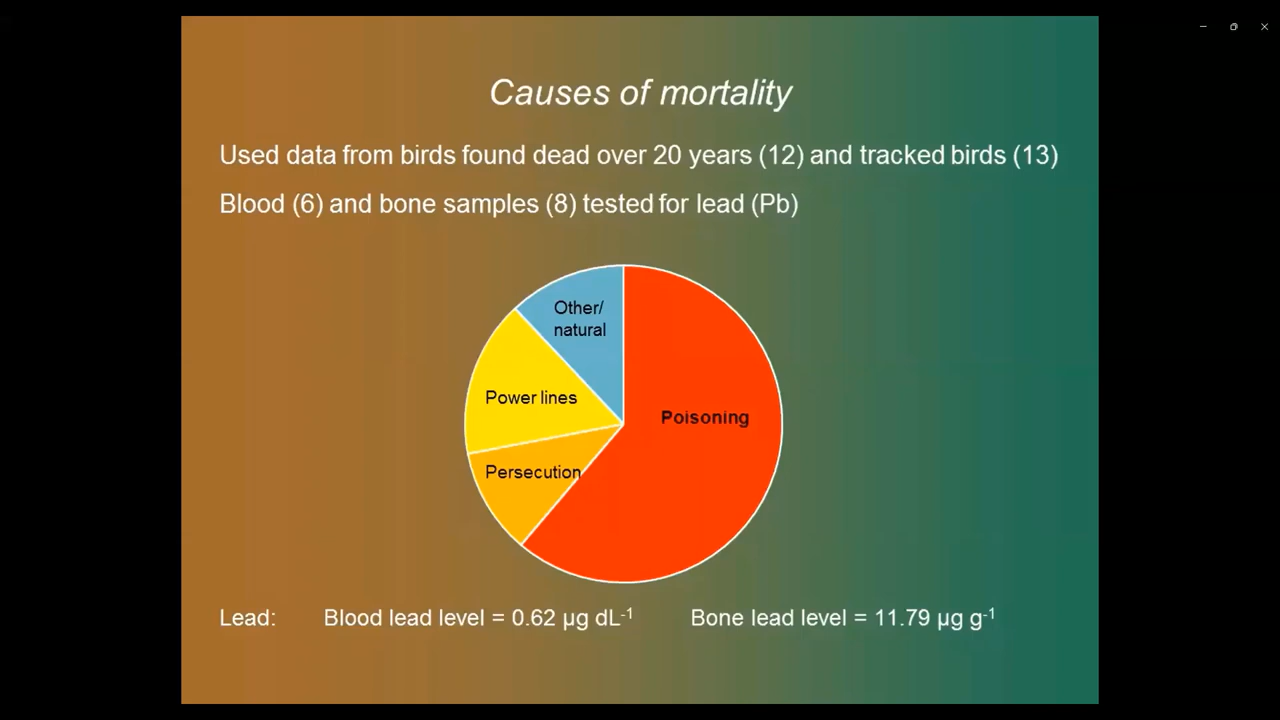 Causes of mortality
Used data from birds found dead over 20 years (12) and tracked birds (13)
Blood (6) and bone samples (8) tested for lead (Pb)
Other/
natural
Power lines
Poisoning
Persecution
Lead: Blood lead level = 0.62 µg dL⁻¹ Bone lead level = 11.79 µg g⁻¹